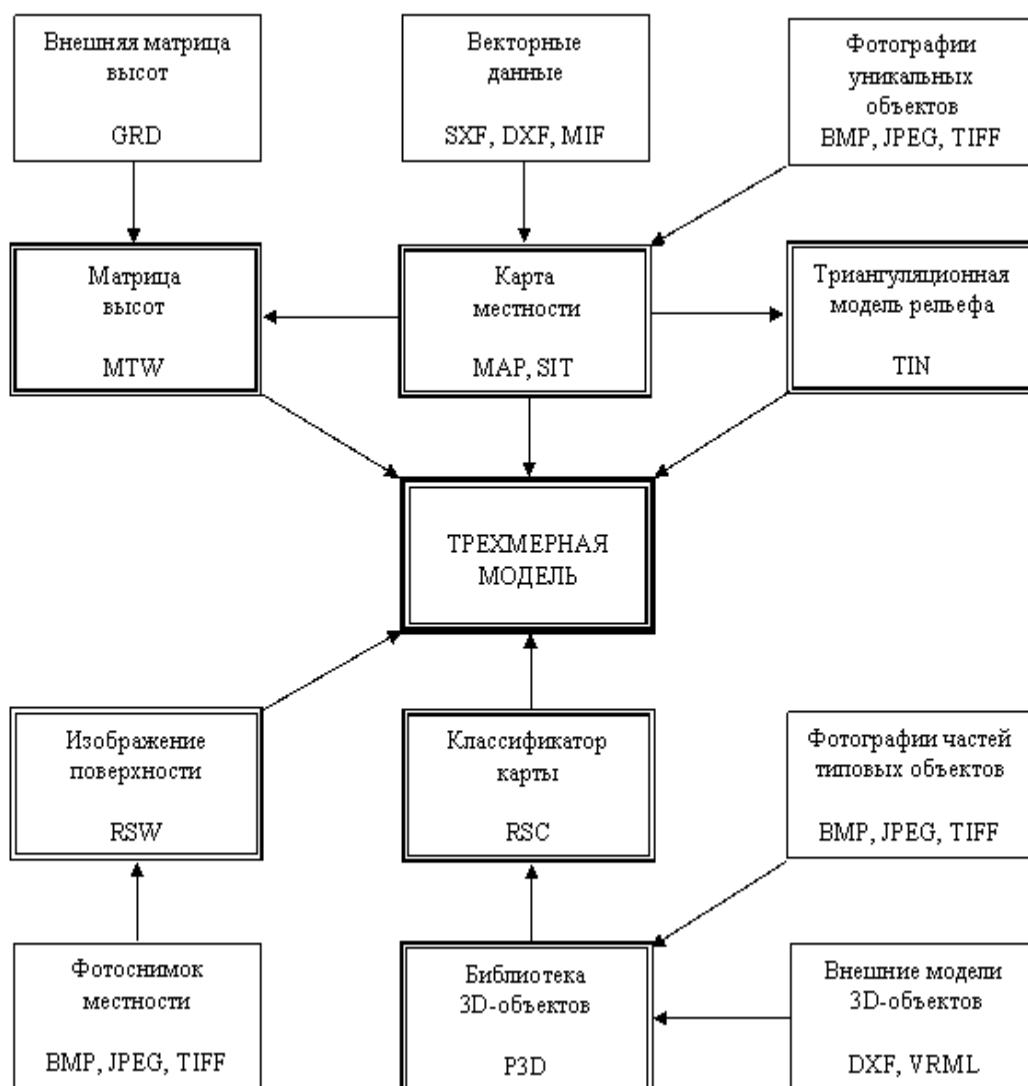 Внешняя матрица
высот
GRD
Векторные
данные
SXF, DXF, MIF
Фотографии
уникальных
объектов
BMP, JPEG, TIFF
Матрица
высот
MTW
Карта
местности
MAP, SIT
Триангуляционная
модель рельефа
TIN
ТРЕХМЕРНАЯ
МОДЕЛЬ
Изображение
поверхности
RSW
Классификатор
карты
RSC
Фотографии частей
типовых объектов
BMP, JPEG, TIFF
Фотоснимок
местности
BMP, JPEG, TIFF
Библиотека
3D-объектов
P3D
Внешние модели
3D-объектов
DXF, VRML